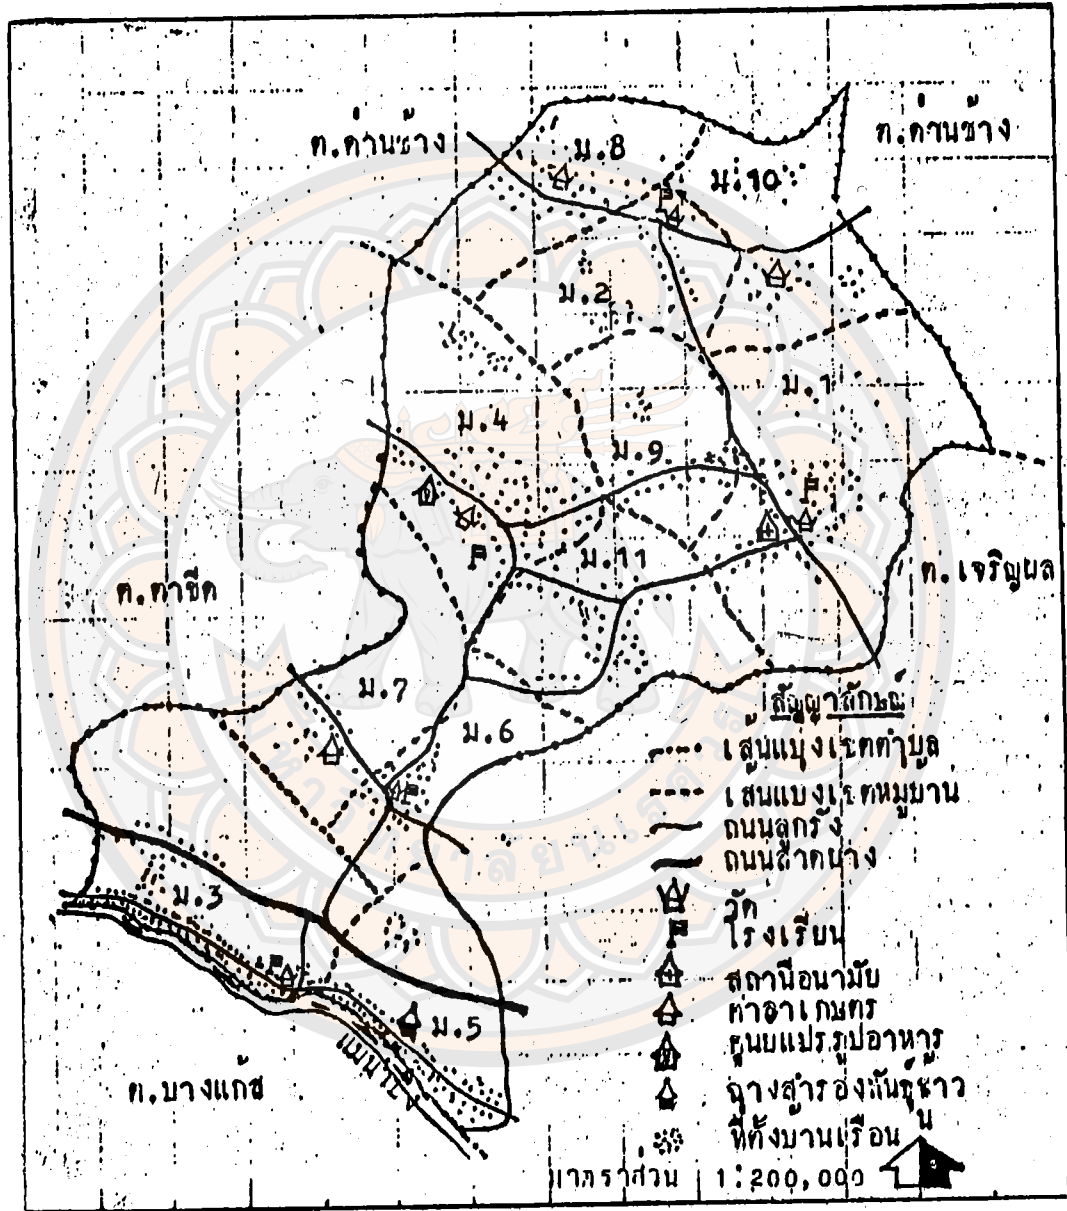 ต.ด่านช้าง
ต.ด่านช้าง
ม.8
ม.10
ม.2
ม.1
ม.4
ม.9
ม.11
ต.ตาขีด
ต.เจริญผล
ม.7
ม.6
ม.3
ม.5
ต.บางแก้ว
สัญญาลักษณ์
เส้นแบ่งเขตตำบล
เส้นแบ่งเขตหมู่บ้าน
ถนนลูกรัง
ถนนลาดยาง
วัด
โรงเรียน
สถานีอนามัย
ศาลาเกษตร
ศูนย์แปรรูปอาหาร
ฉางสำรองพันธุ์ข้าว
ที่ตั้งบ้านเรือน
น
มาตราส่วน 1:200,000